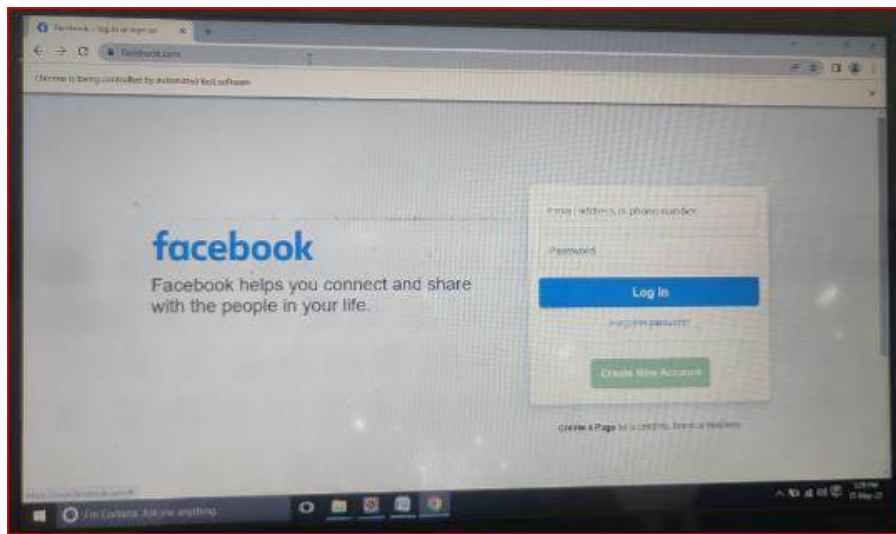 Facebook – log in or sign up
facebook.com
Chrome is being controlled by automated test software
Email address or phone number
facebook
Password
Facebook helps you connect and share
with the people in your life.
Log in
Forgotten password?
Create New Account
Create a Page for a celebrity, brand or business.
I'm Cortana. Ask me anything.